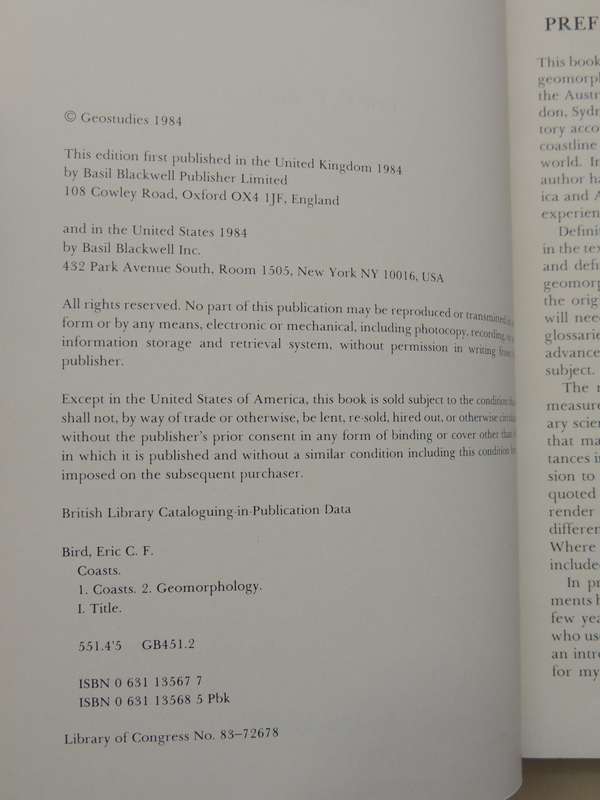 © Geostudies 1984
This edition first published in the United Kingdom 1984
by Basil Blackwell Publisher Limited
108 Cowley Road, Oxford OX4 1JF, England
and in the United States 1984
by Basil Blackwell Inc.
432 Park Avenue South, Room 1505, New York NY 10016, USA
All rights reserved. No part of this publication may be reproduced or transmitted
form or by any means, electronic or mechanical, including photocopy, recording,
information storage and retrieval system, without permission in writing from
publisher.
Except in the United States of America, this book is sold subject to the condition
shall not, by way of trade or otherwise, be lent, re-sold, hired out, or otherwise
without the publisher's prior consent in any form of binding or cover other than
in which it is published and without a similar condition including this condition
imposed on the subsequent purchaser.
British Library Cataloguing-in-Publication Data
Bird, Eric C. F.
Coasts.
1. Coasts. 2. Geomorphology.
I. Title.
551.4'5 GB451.2
ISBN 0 631 13567 7
ISBN 0 631 13568 5 Pbk
Library of Congress No. 83–72678
PREF
This book
geomorph
the Austr
don, Sydn
tory acco
coastline
world. I
author ha
ica and A
experien
Definit
in the te
and defi
geomorp
the orig
will need
glossarie
advance
subject.
The
measure
ary scien
that ma
tances i
sion to
quoted
render
differen
Where
include
In pr
ments h
few yea
who us
an intr
for my